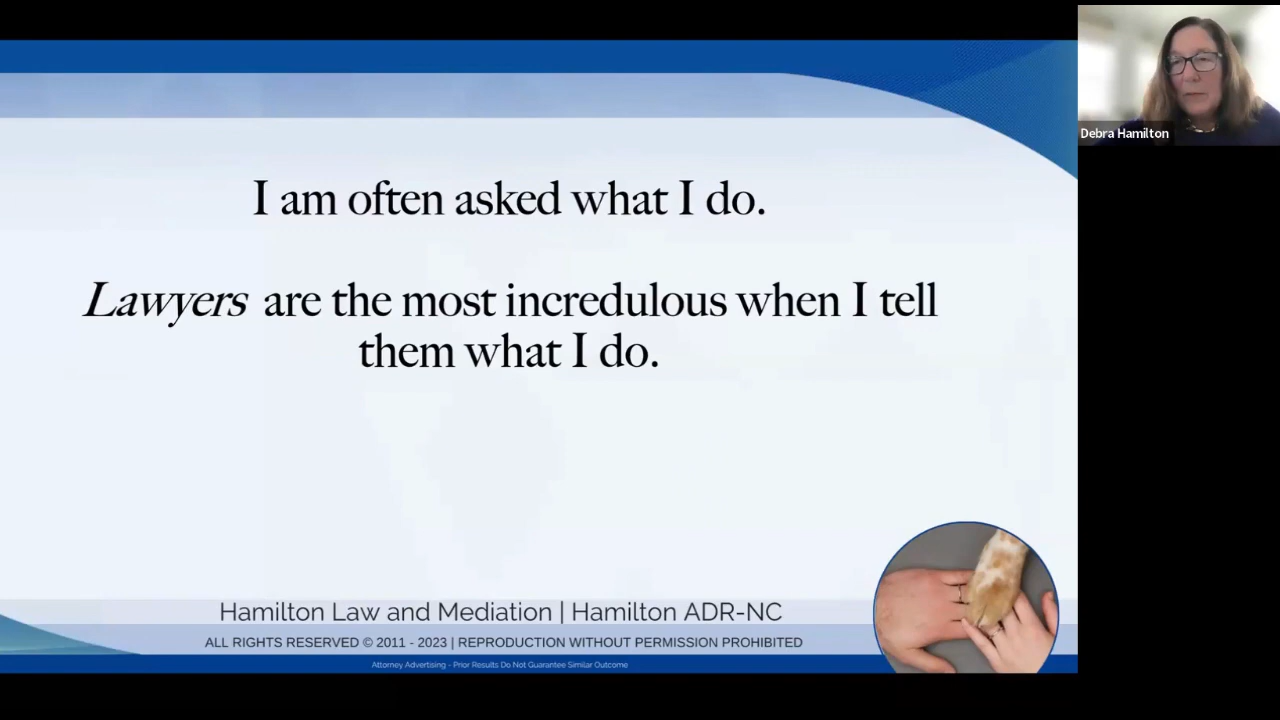 I am often asked what I do.
Lawyers are the most incredulous when I tell
them what I do.
Hamilton Law and Mediation | Hamilton ADR-NC
ALL RIGHTS RESERVED © 2011 - 2023 | REPRODUCTION WITHOUT PERMISSION PROHIBITED
Attorney Advertising - Prior Results Do Not Guarantee Similar Outcome
Debra Hamilton